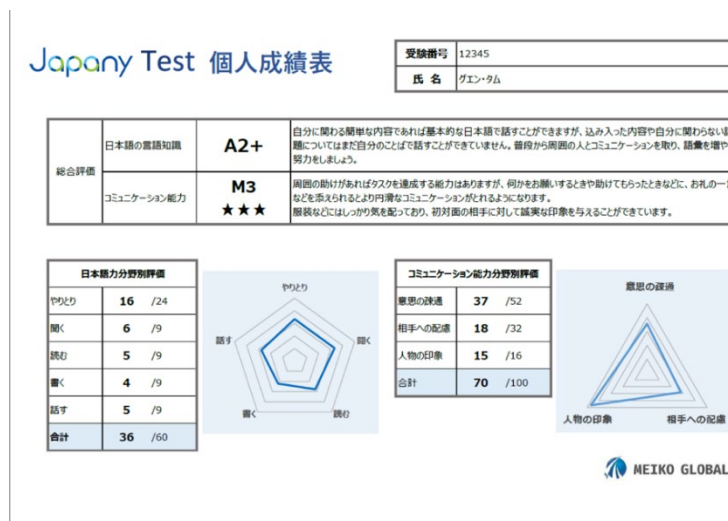 Japany Test 個人成績表
受験番号 12345
氏 名 グエン・タム
総合評価
日本語の言語知識
A2+
自分に関わる簡単な内容であれば基本的な日本語で話すことができますが、込み入った内容や自分に関わらない
題についてはまだ自分のことばで話すことができていません。普段から周囲の人とコミュニケーションを取り、語彙を増や
努力をしましょう。
コミュニケーション能力
M3
★★★
周囲の助けがあればタスクを達成する能力はありますが、何かをお願いするときや助けてもらったときなどに、お礼の一
などを添えられるとより円滑なコミュニケーションがとれるようになります。
服装などにはしっかり気を配っており、初対面の相手に対して誠実な印象を与えることができています。
日本語力分野別評価
やりとり 16 /24
聞く 6 /9
読む 5 /9
書く 4 /9
話す 5 /9
合計 36 /60
やりとり
話す
聞く
書く
読む
コミュニケーション能力分野別評価
意思の疎通 37 /52
相手への配慮 18 /32
人物の印象 15 /16
合計 70 /100
意思の疎通
人物の印象
相手への配慮
MEIKO GLOBAL